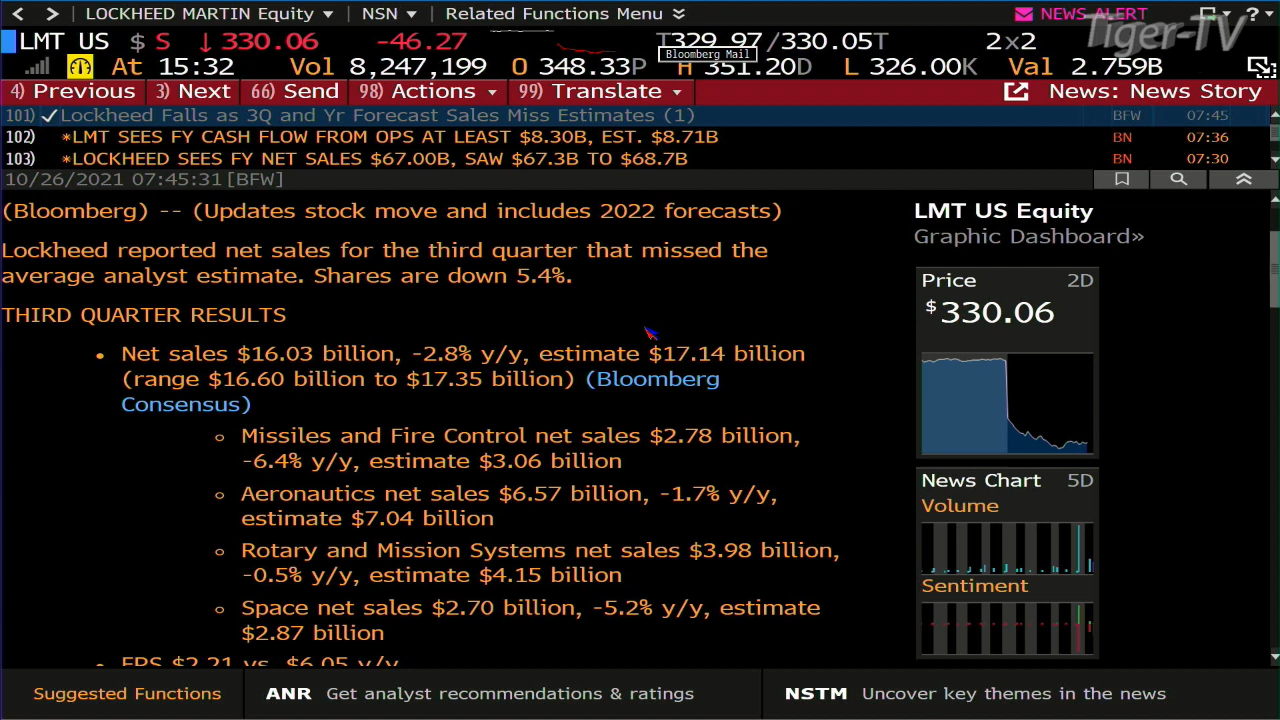 < > LOCKHEED MARTIN Equity NSN Related Functions Menu
NEWS ALERT ?
Tiger-TV
LMT US $ S ↓ 330.06 -46.27 T329.97/330.05T 2x2
Bloomberg Mail
At 15:32 Vol 8,247,199 O 348.33P H 351.20D L 326.00K Val 2.759B
4) Previous 3) Next 66) Send 98) Actions 99) Translate News: News Story
101) ✓Lockheed Falls as 3Q and Yr Forecast Sales Miss Estimates (1) BFW 07:45
102) *LMT SEES FY CASH FLOW FROM OPS AT LEAST $8.30B, EST. $8.71B BN 07:36
103) *LOCKHEED SEES FY NET SALES $67.00B, SAW $67.3B TO $68.7B BN 07:30
10/26/2021 07:45:31 [BFW]
(Bloomberg) -- (Updates stock move and includes 2022 forecasts)
Lockheed reported net sales for the third quarter that missed the
average analyst estimate. Shares are down 5.4%.
THIRD QUARTER RESULTS
• Net sales $16.03 billion, -2.8% y/y, estimate $17.14 billion
(range $16.60 billion to $17.35 billion) (Bloomberg
Consensus)
○ Missiles and Fire Control net sales $2.78 billion,
-6.4% y/y, estimate $3.06 billion
○ Aeronautics net sales $6.57 billion, -1.7% y/y,
estimate $7.04 billion
○ Rotary and Mission Systems net sales $3.98 billion,
-0.5% y/y, estimate $4.15 billion
○ Space net sales $2.70 billion, -5.2% y/y, estimate
$2.87 billion
• EPS $2.21 vs. $6.05 y/y
LMT US Equity
Graphic Dashboard»
Price 2D
$330.06
News Chart 5D
Volume
Sentiment
Suggested Functions ANR Get analyst recommendations & ratings NSTM Uncover key themes in the news